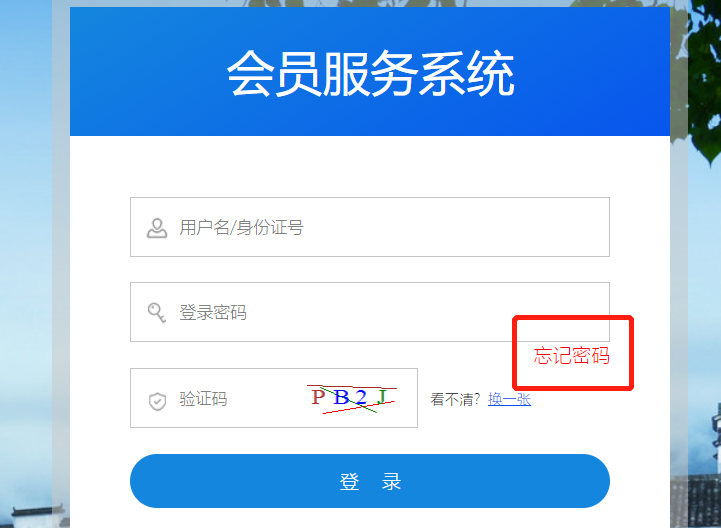 会员服务系统
用户名/身份证号
登录密码
忘记密码
验证码 PB2J 看不清? 换一张
登 录